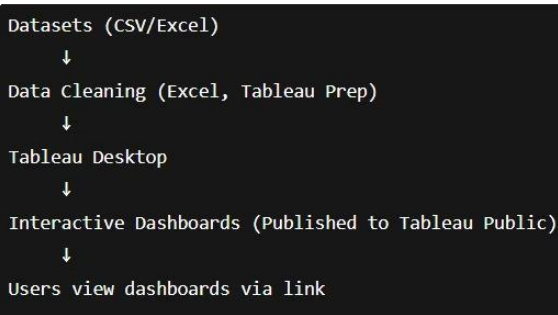 Datasets (CSV/Excel)
↓
Data Cleaning (Excel, Tableau Prep)
↓
Tableau Desktop
↓
Interactive Dashboards (Published to Tableau Public)
↓
Users view dashboards via link